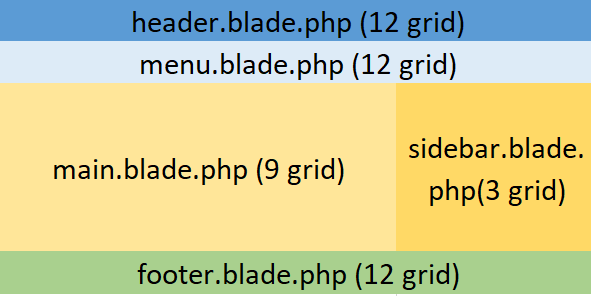 header.blade.php (12 grid)
menu.blade.php (12 grid)
main.blade.php (9 grid)
sidebar.blade.
php(3 grid)
footer.blade.php (12 grid)